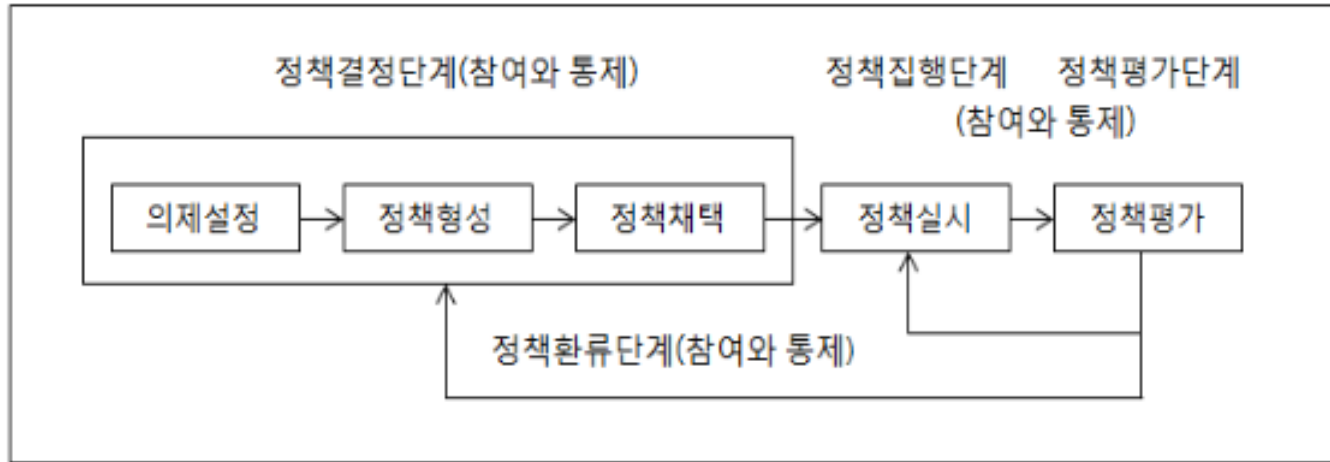 정책결정단계(참여와 통제)
정책집행단계 정책평가단계
(참여와 통제)
의제설정 정책형성 정책채택 정책실시 정책평가
정책환류단계(참여와 통제)